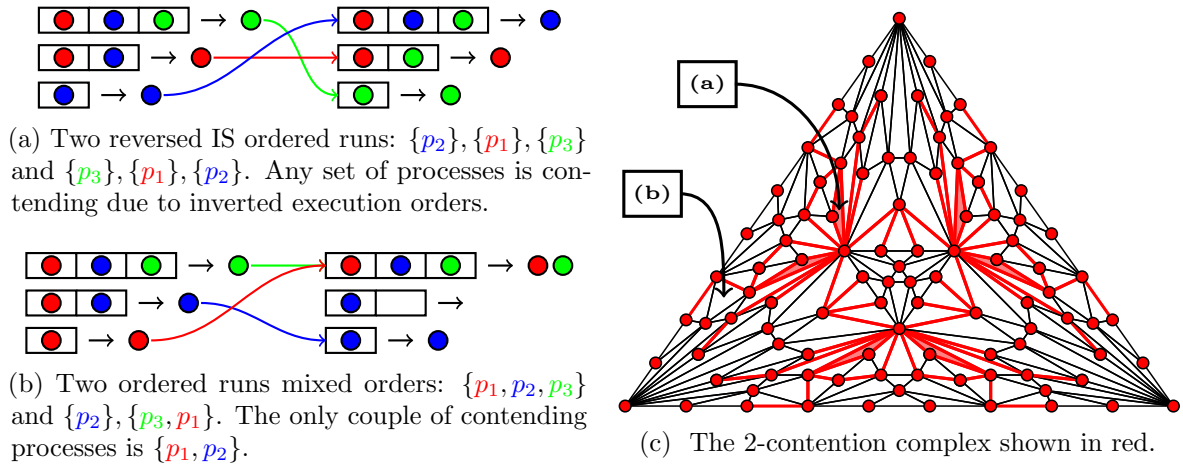 (a) Two reversed IS ordered runs: {p₂}, {p₁}, {p₃}
and {p₃}, {p₁}, {p₂}. Any set of processes is con-
tending due to inverted execution orders.
(b) Two ordered runs mixed orders: {p₁, p₂, p₃}
and {p₂}, {p₃, p₁}. The only couple of contending
processes is {p₁, p₂}.
(a)
(b)
(c) The 2-contention complex shown in red.